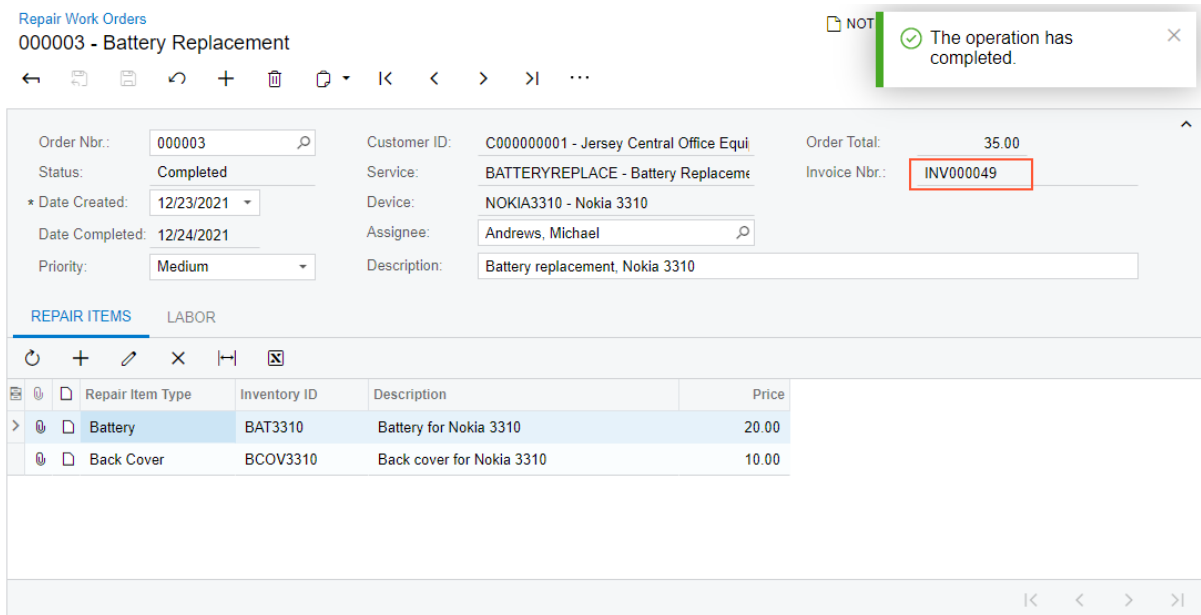 Repair Work Orders
000003 - Battery Replacement
NOT
The operation has
completed.
Order Nbr.: 000003 Customer ID: C000000001 - Jersey Central Office Equi Order Total: 35.00
Status: Completed Service: BATTERYREPLACE - Battery Replaceme Invoice Nbr.: INV000049
* Date Created: 12/23/2021 Device: NOKIA3310 - Nokia 3310
Date Completed: 12/24/2021 Assignee: Andrews, Michael
Priority: Medium Description: Battery replacement, Nokia 3310
REPAIR ITEMS LABOR
Repair Item Type Inventory ID Description Price
Battery BAT3310 Battery for Nokia 3310 20.00
Back Cover BCOV3310 Back cover for Nokia 3310 10.00